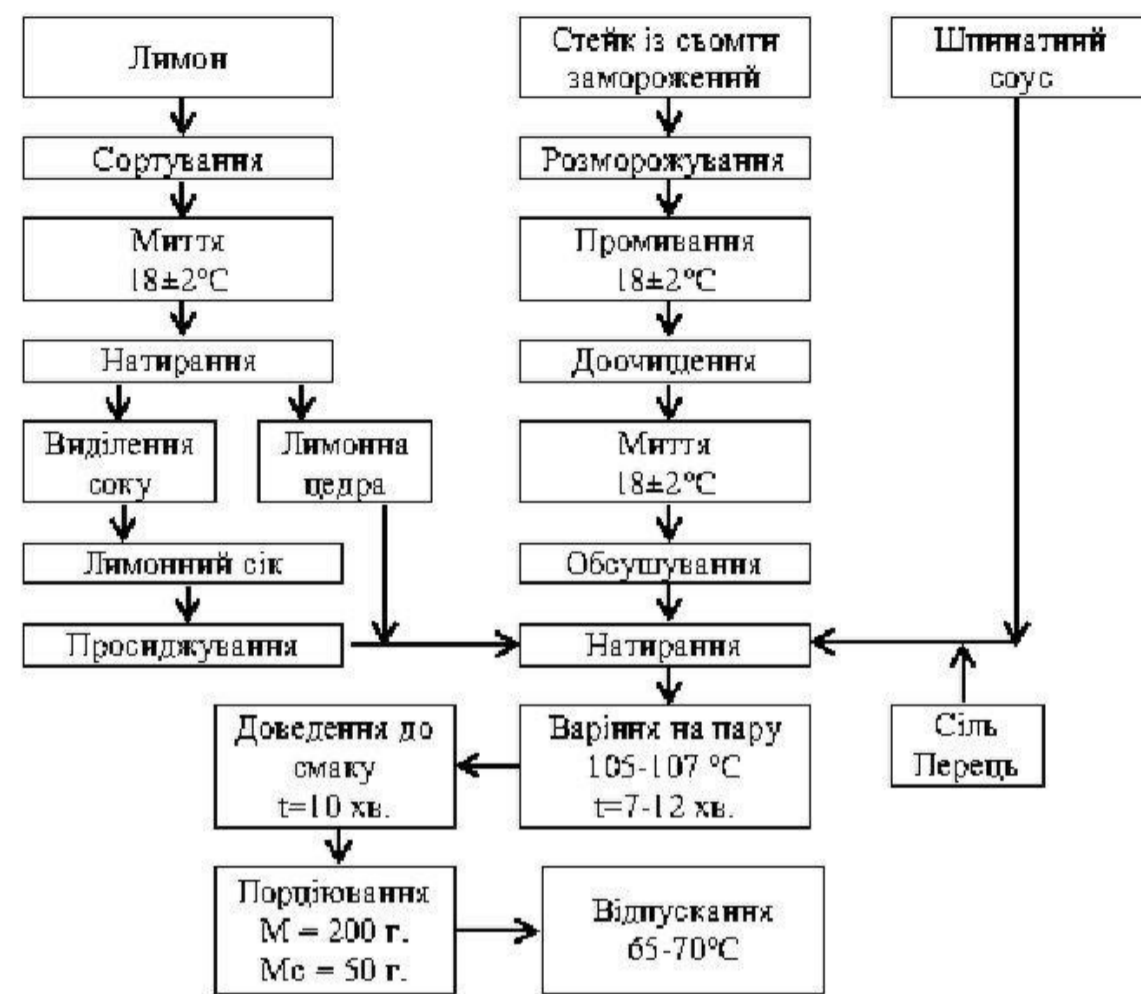 Лимон
Стейк із сьомги
заморожений
Шпинатний
соус
Сортування
Розморожування
Миття
18±2°С
Промивання
18±2°С
Натирання
Доочищення
Виділення
соку
Лимонна
цедра
Миття
18±2°С
Лимонний сік
Обсушування
Просиджування
Натирання
Доведення до
смаку
t=10 хв.
Варіння на пару
105-107 °С
t=7-12 хв.
Сіль
Перець
Порціювання
М = 200 г.
Мс = 50 г.
Відпускання
65-70°С